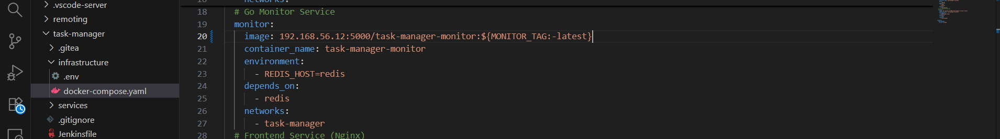 .vscode-server
remoting
task-manager
.gitea
infrastructure
.env
docker-compose.yaml
services
.gitignore
Jenkinsfile
networks:
18 # Go Monitor Service
19 monitor:
20 image: 192.168.56.12:5000/task-manager-monitor:${MONITOR_TAG:-latest}
21 container_name: task-manager-monitor
22 environment:
23 - REDIS_HOST=redis
24 depends_on:
25 - redis
26 networks:
27 - task-manager
28 # Frontend Service (Nginx)